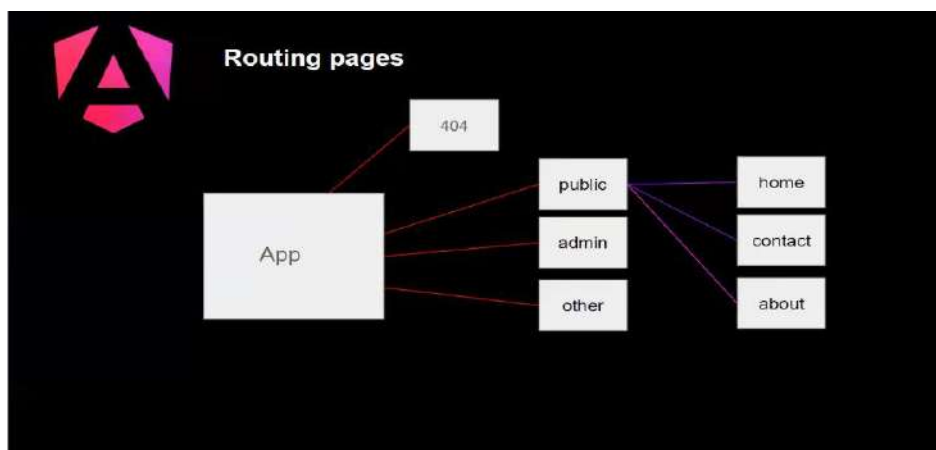 Routing pages
404
App
public
admin
other
home
contact
about